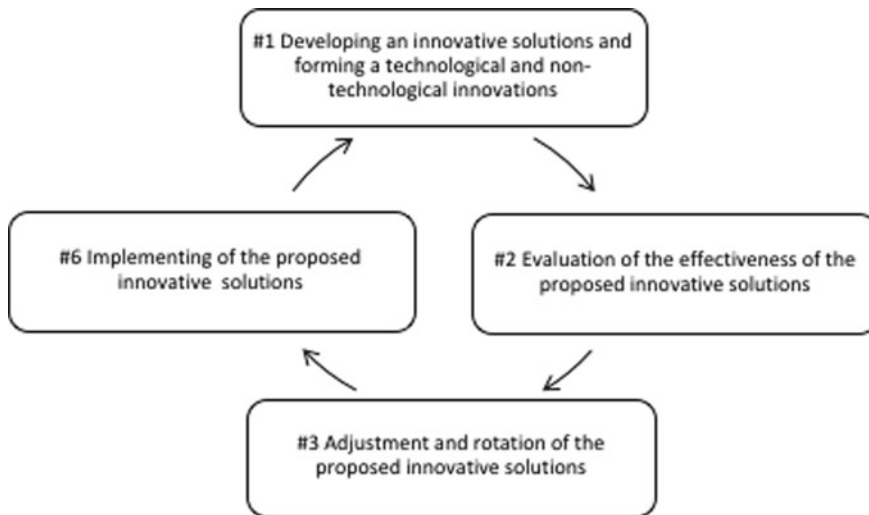 #1 Developing an innovative solutions and
forming a technological and non-
technological innovations
#6 Implementing of the proposed
innovative solutions
#2 Evaluation of the effectiveness of the
proposed innovative solutions
#3 Adjustment and rotation of the
proposed innovative solutions